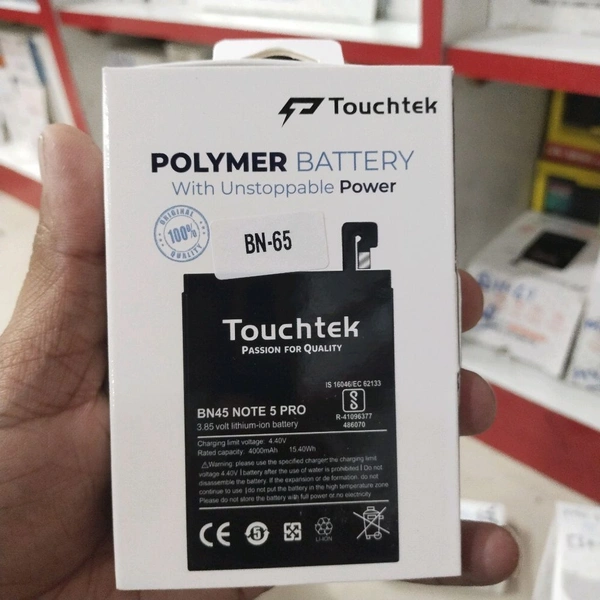 Touchtek
POLYMER BATTERY
With Unstoppable Power
ORIGINAL
100%
QUALITY
BN-65
Touchtek
PASSION FOR QUALITY
IS 16046/EC 62133
BN45 NOTE 5 PRO
3.85 volt lithium-ion battery
R-41096377
486070
Charging limit voltage: 4.40V
Rated capacity: 4000mAh 15.40Wh
Warning: please use the specified charger the charging limit
voltage 4.40V | battery after the use of water is prohibited | Do not
disassemble the battery. If the expansion or de formation. do not
continue to use | do not put the battery in the high temperature zone
Please do not store the battery with full power or no electricity
CE
5
LI-ION